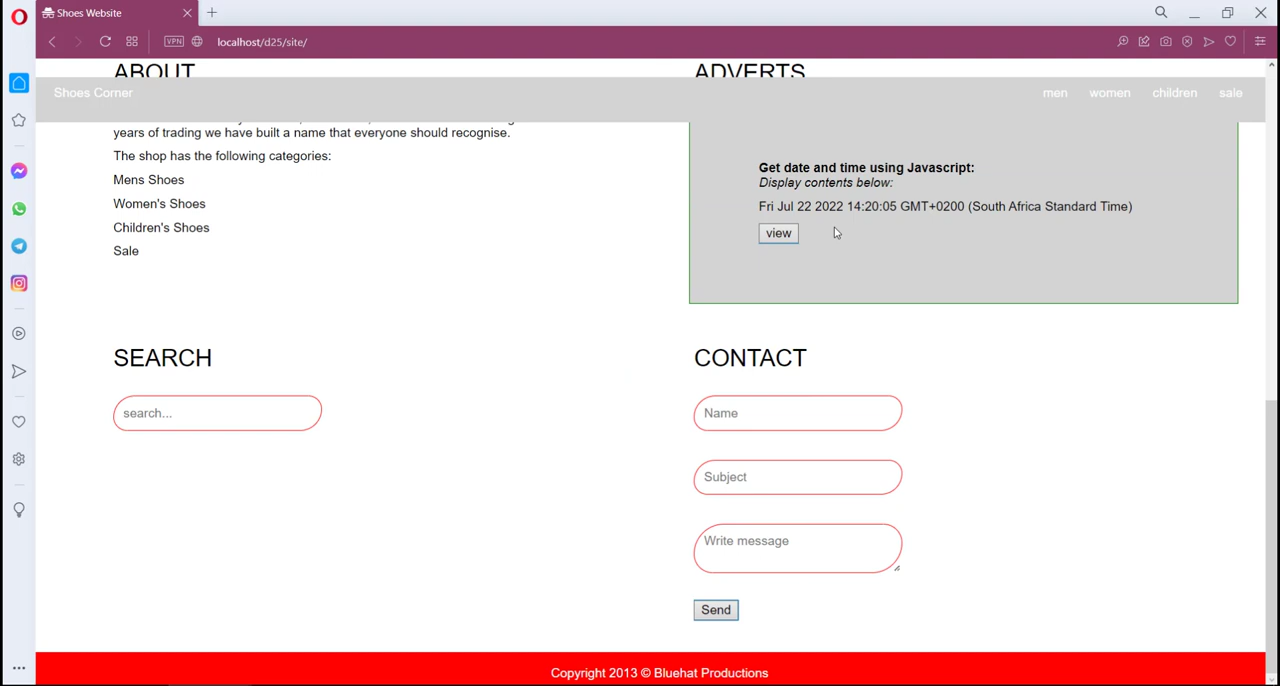 Shoes Website
VPN
localhost/d25/site/
ABOUT
ADVERTS
Shoes Corner
men
women
children
sale
years of trading we have built a name that everyone should recognise.
The shop has the following categories:
Mens Shoes
Women's Shoes
Children's Shoes
Sale
Get date and time using Javascript:
Display contents below:
Fri Jul 22 2022 14:20:05 GMT+0200 (South Africa Standard Time)
view
SEARCH
search...
CONTACT
Name
Subject
Write message
Send
Copyright 2013 © Bluehat Productions